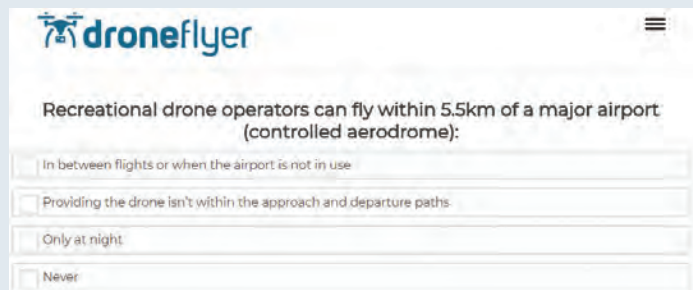 droneflyer
Recreational drone operators can fly within 5.5km of a major airport
(controlled aerodrome):
In between flights or when the airport is not in use
Providing the drone isn't within the approach and departure paths
Only at night
Never